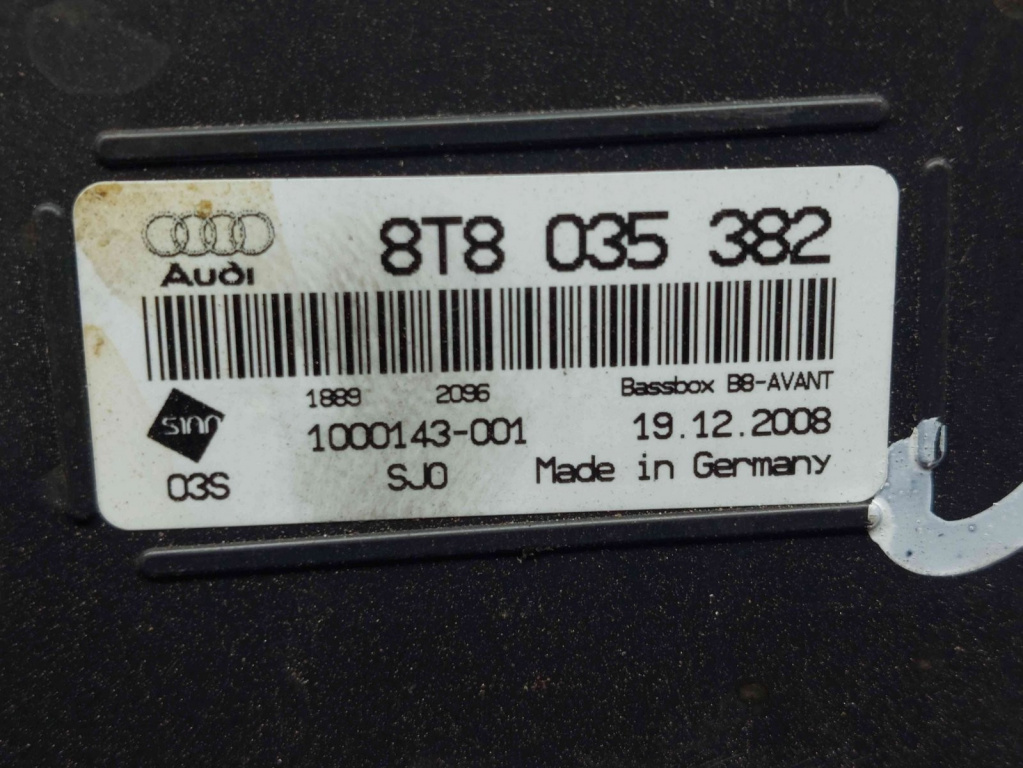 8T8 035 382
Audi
1889 2096 Bassbox B8-AVANT
1000143-001 19.12.2008
03S SJ0 Made in Germany